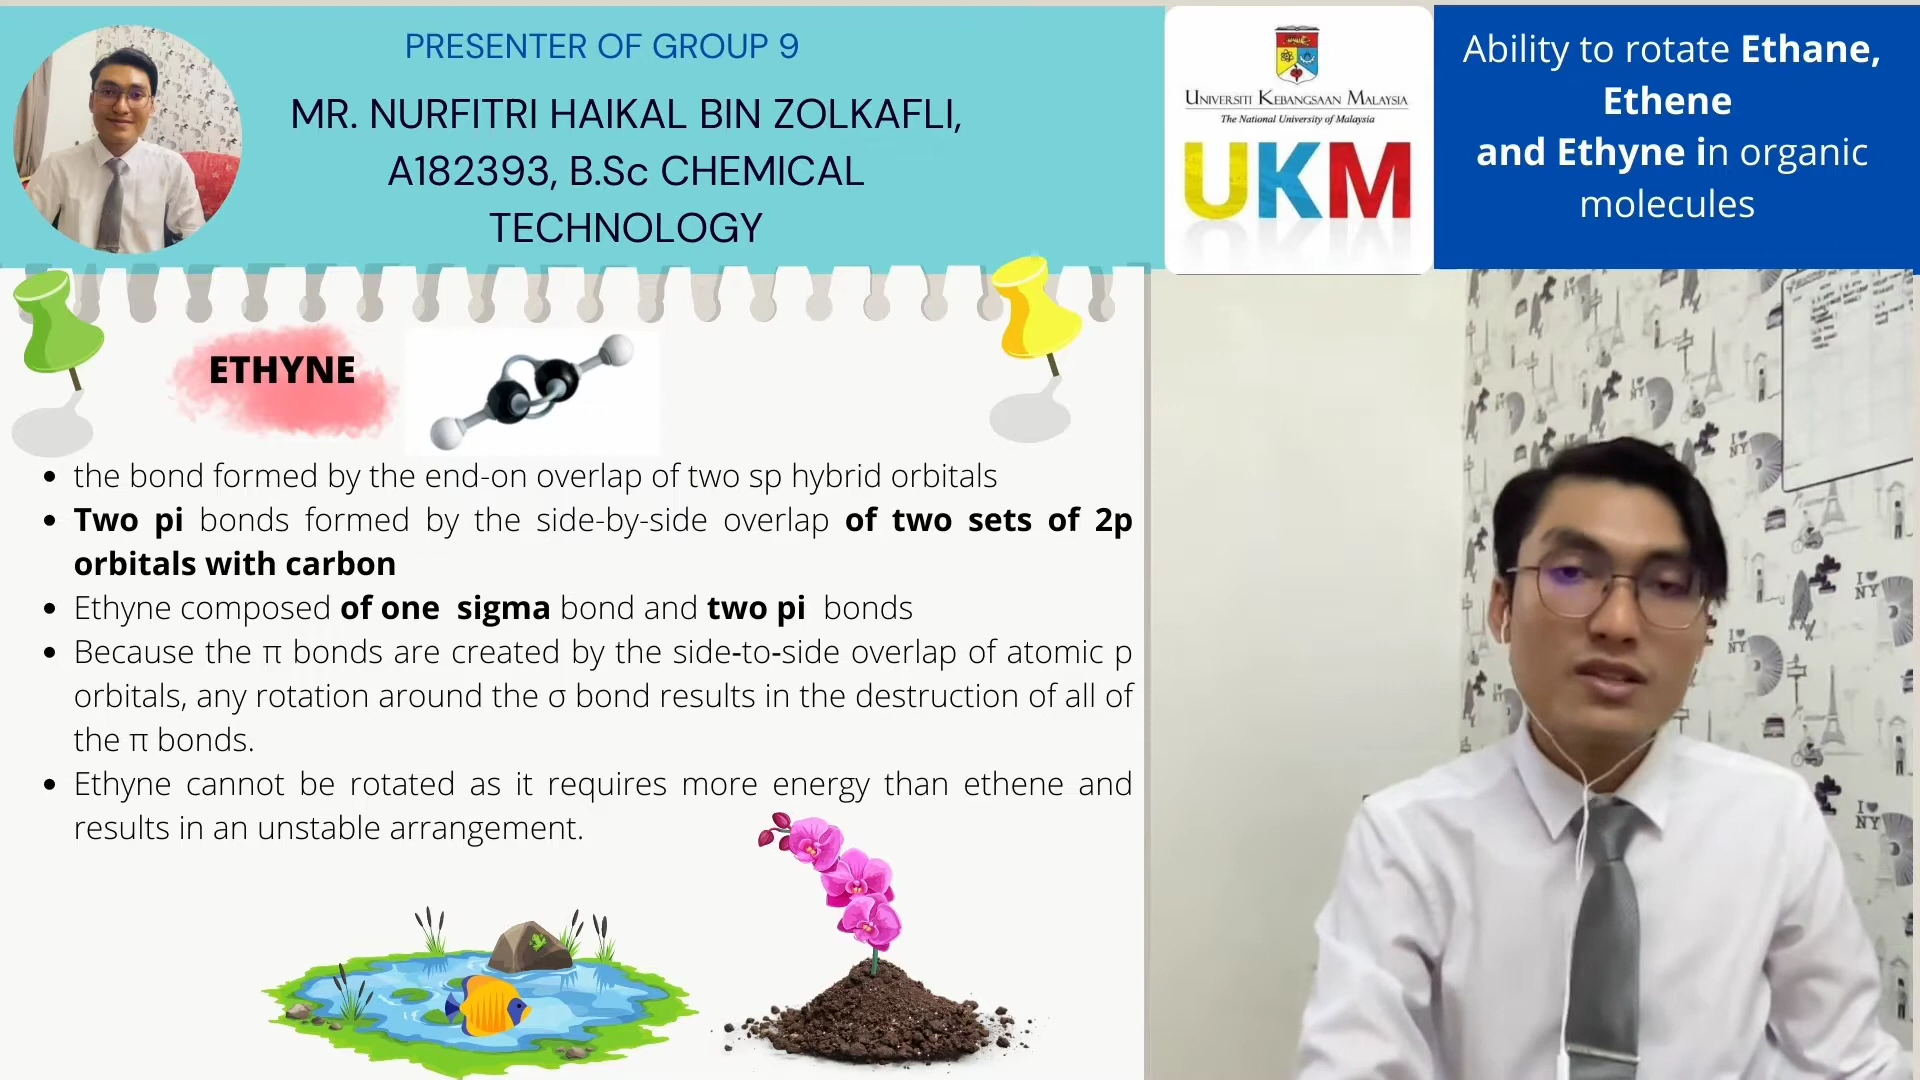 PRESENTER OF GROUP 9
MR. NURFITRI HAIKAL BIN ZOLKAFLI,
A182393, B.Sc CHEMICAL
TECHNOLOGY
UNIVERSITI KEBANGSAAN MALAYSIA
The National University of Malaysia
UKM
Ability to rotate Ethane,
Ethene
and Ethyne in organic
molecules
ETHYNE
the bond formed by the end-on overlap of two sp hybrid orbitals
Two pi bonds formed by the side-by-side overlap of two sets of 2p
orbitals with carbon
Ethyne composed of one sigma bond and two pi bonds
Because the π bonds are created by the side-to-side overlap of atomic p
orbitals, any rotation around the σ bond results in the destruction of all of
the π bonds.
Ethyne cannot be rotated as it requires more energy than ethene and
results in an unstable arrangement.
I
NY
I
NY
I
NY
I
NY